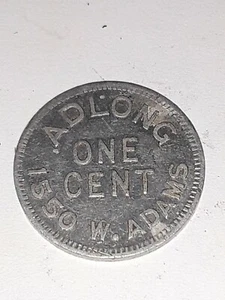 ADLONG
ONE
CENT
1550 W. ADAMS